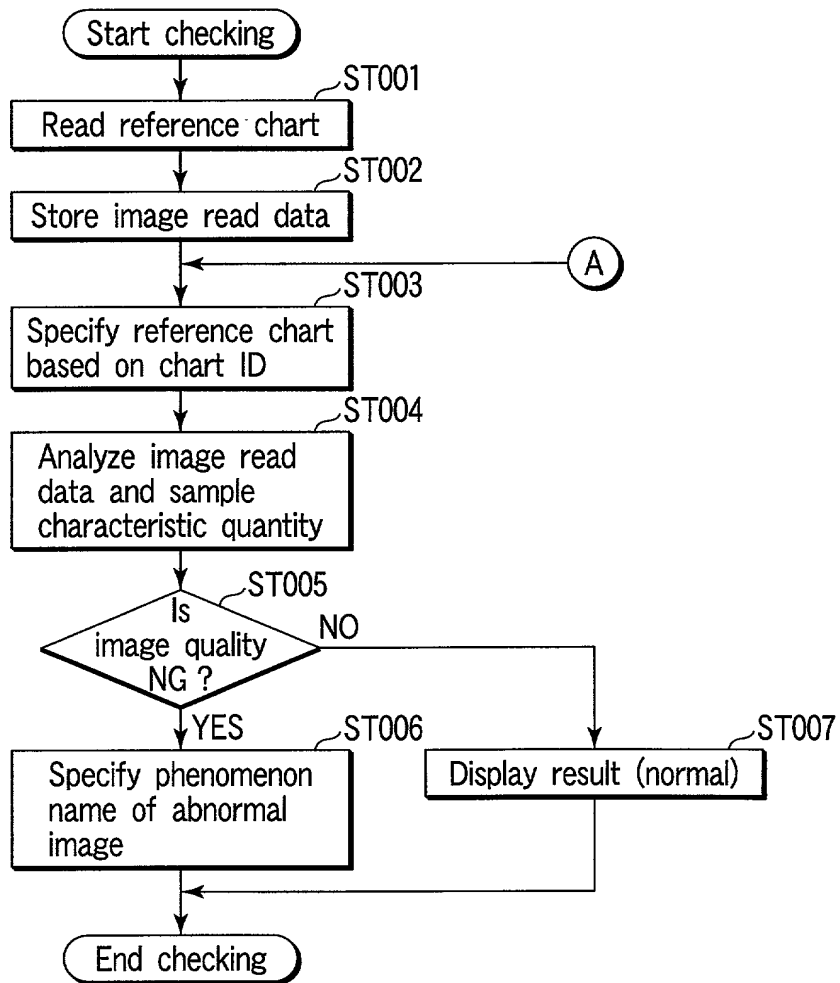 Start checking
ST001
Read reference chart
ST002
Store image read data
A
ST003
Specify reference chart
based on chart ID
ST004
Analyze image read
data and sample
characteristic quantity
ST005
Is
image quality
NG ?
NO
YES
ST006
Specify phenomenon
name of abnormal
image
ST007
Display result (normal)
End checking